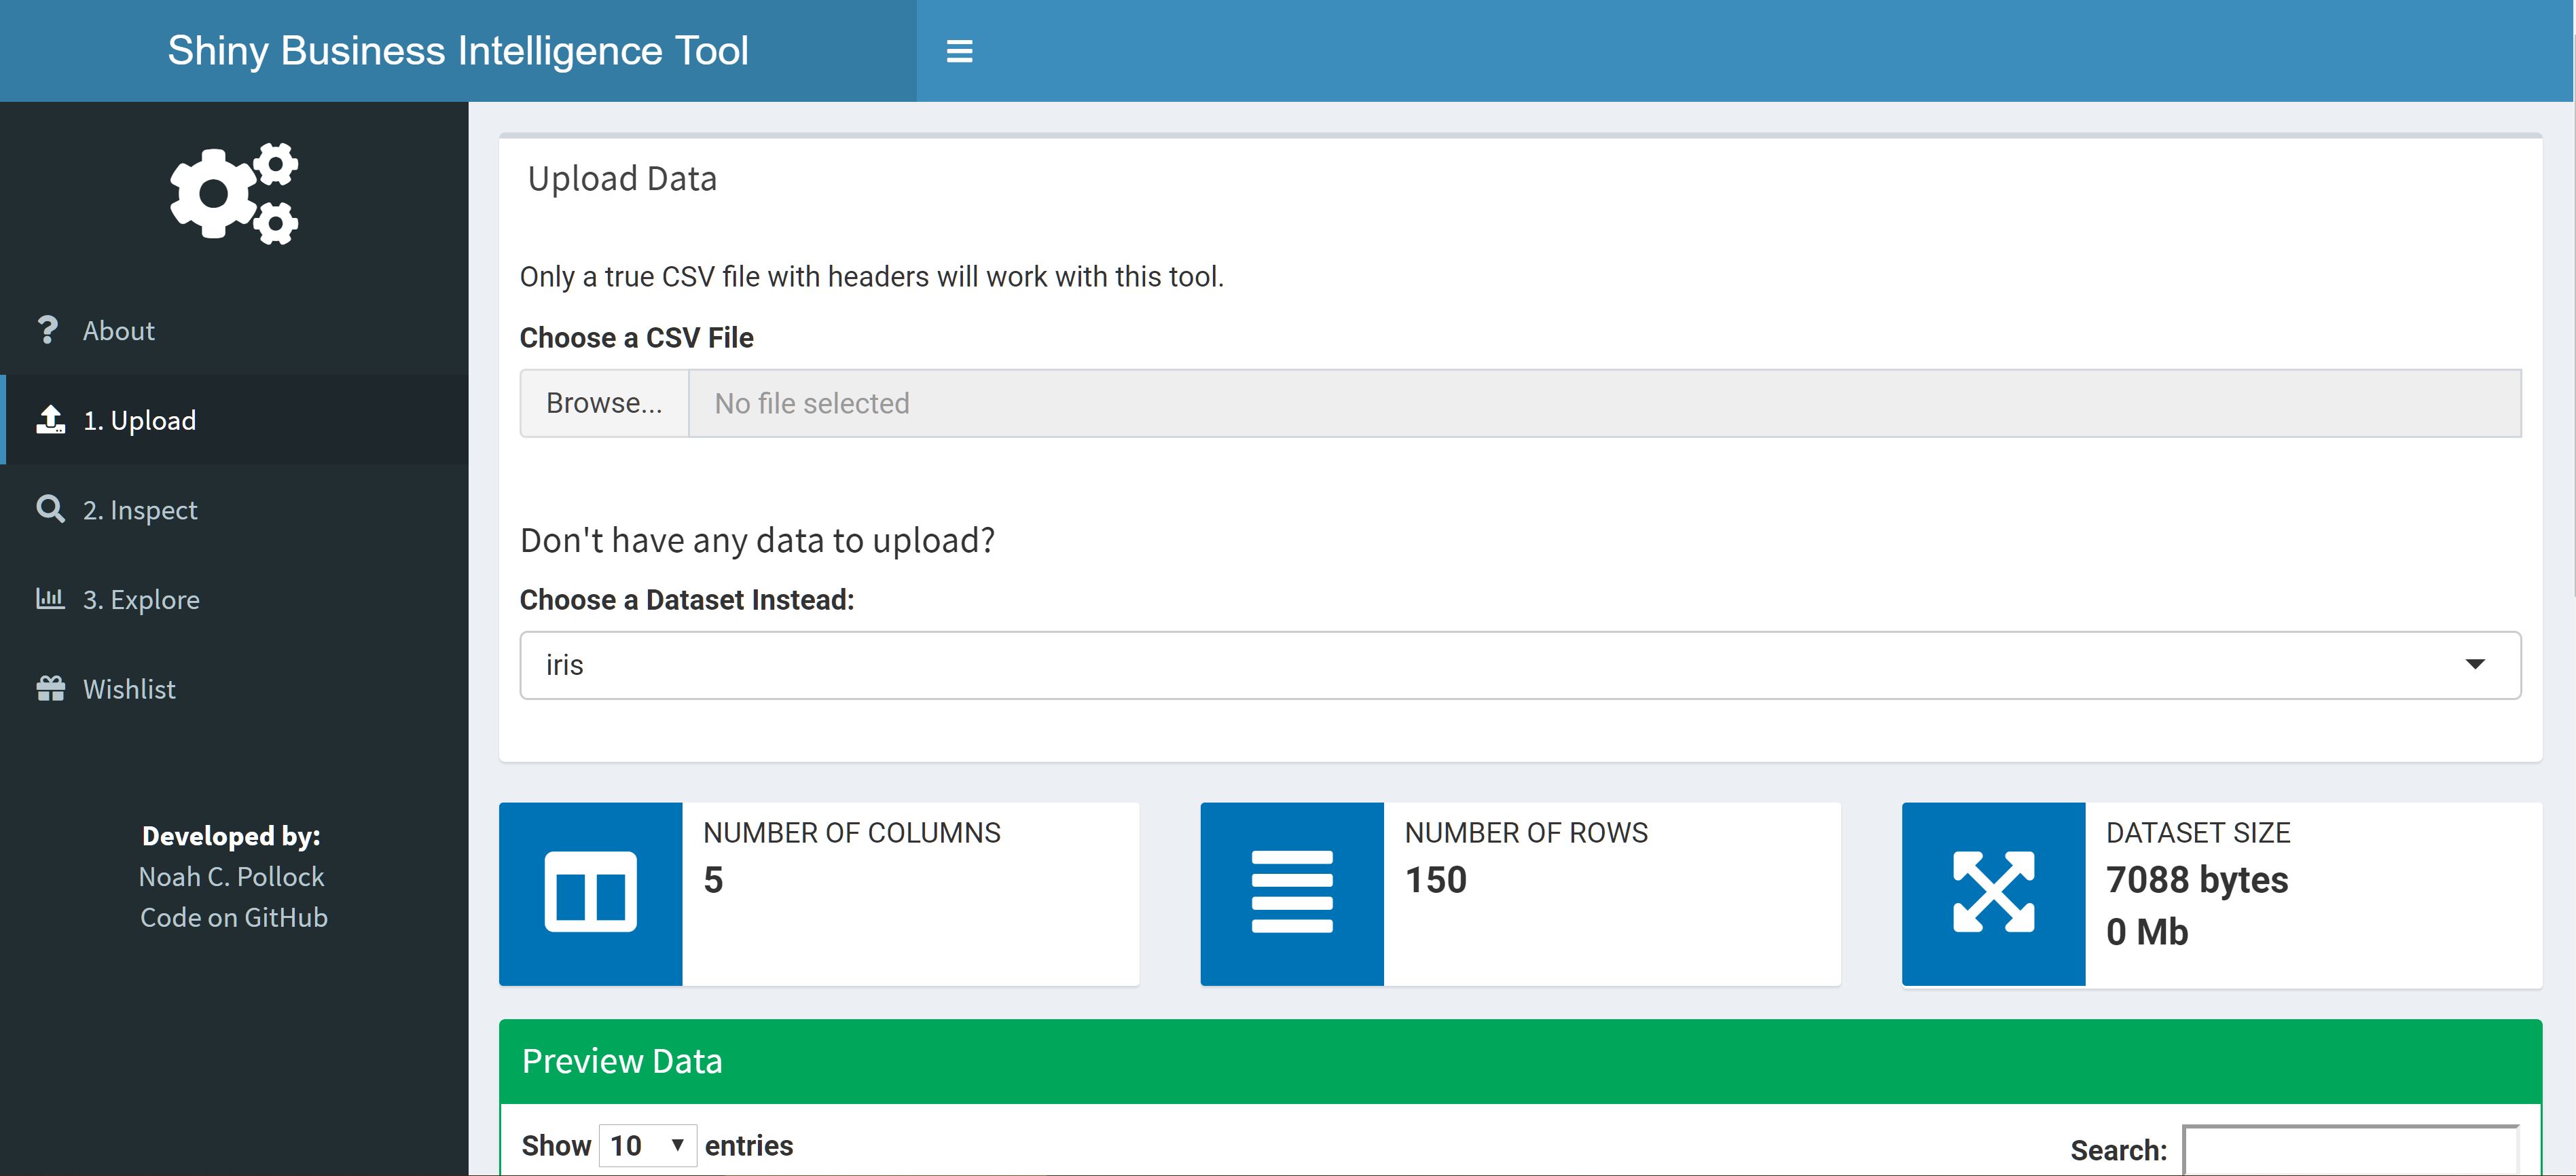 Shiny Business Intelligence Tool
About
1. Upload
2. Inspect
3. Explore
Wishlist
Developed by:
Noah C. Pollock
Code on GitHub
Upload Data
Only a true CSV file with headers will work with this tool.
Choose a CSV File
Browse... No file selected
Don't have any data to upload?
Choose a Dataset Instead:
iris
NUMBER OF COLUMNS
5
NUMBER OF ROWS
150
DATASET SIZE
7088 bytes
0 Mb
Preview Data
Show 10 entries
Search: